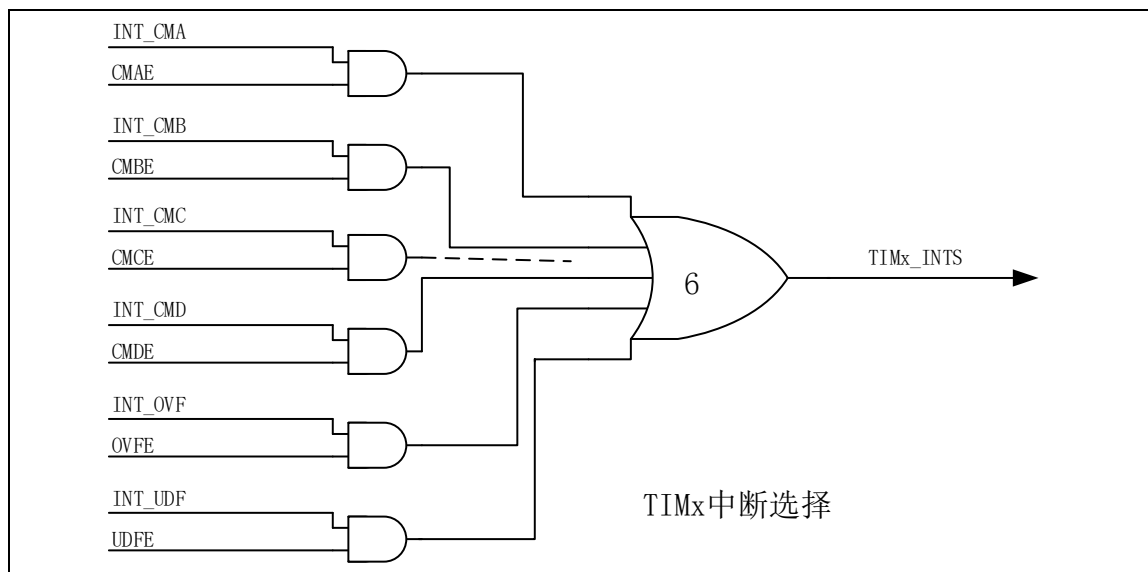 INT_CMA
CMAE
INT_CMB
CMBE
INT_CMC
CMCE
INT_CMD
CMDE
INT_OVF
OVFE
INT_UDF
UDFE
6
TIMx_INTS
TIMx中断选择